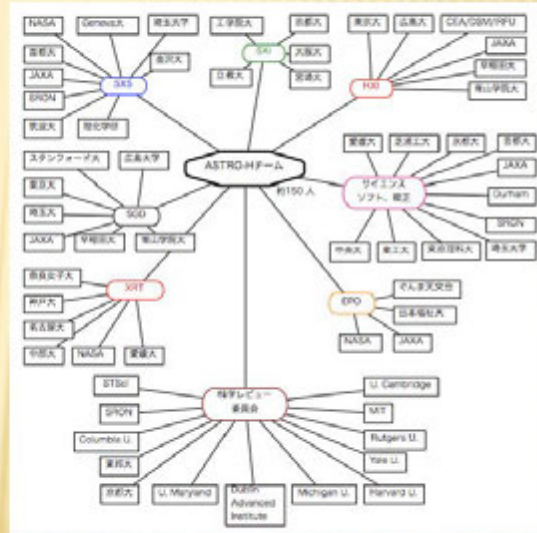 NASA
Geneva大
埼玉大学
首都大
金沢大
JAXA
SXS
SRON
筑波大
理化学研
工学院大
京都大
SXI
大阪大
立教大
宮崎大
東京大
広島大
CEA/DSM/IRFU
JAXA
HXI
早稲田大
青山学院大
ASTRO-Hチーム
約150 人
スタンフォード大
広島大学
東京大
SGD
埼玉大
JAXA
早稲田大
青山学院大
愛媛大
芝浦工大
京都大
首都大
JAXA
サイエンス
ソフト、較正
Durham
SRON
中央大
東工大
東京理科大
埼玉大学
奈良女子大
XRT
神戸大
名古屋大
中部大
NASA
愛媛大
EPO
ぐんま天文台
日本福祉大
NASA
JAXA
STScI
科学レビュー
委員会
U. Cambridge
SRON
MIT
Columbia U.
Rutgers U.
Yale U.
京都大
U. Maryland
Dublin
Advanced
Institute
Michigan U.
Harvard U.